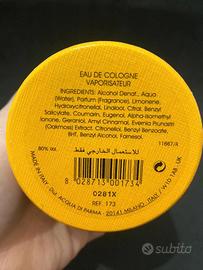 EAU DE COLOGNE
VAPORISATEUR
INGREDIENTS: Alcohol Denat., Aqua
(Water), Parfum (Fragrance), Limonene,
Hydroxycitronellal, Linalool, Citral, Benzyl
Salicylate, Coumarin, Eugenol, Alpha-Isomethyl
Ionone, Geraniol, Amyl Cinnamal, Evernia Prunastri
(Oakmoss) Extract, Citronellol, Benzyl Benzoate,
BHT, Benzyl Alcohol, Farnesol.
11667/A
80% vol.
للاستعمال الخارجي فقط.
8 028713 001734
0281X
REF. 173
MADE IN ITALY - ACQUA DI PARMA - 20141 MILANO, ITALY / W1D 1AB - UK
subito